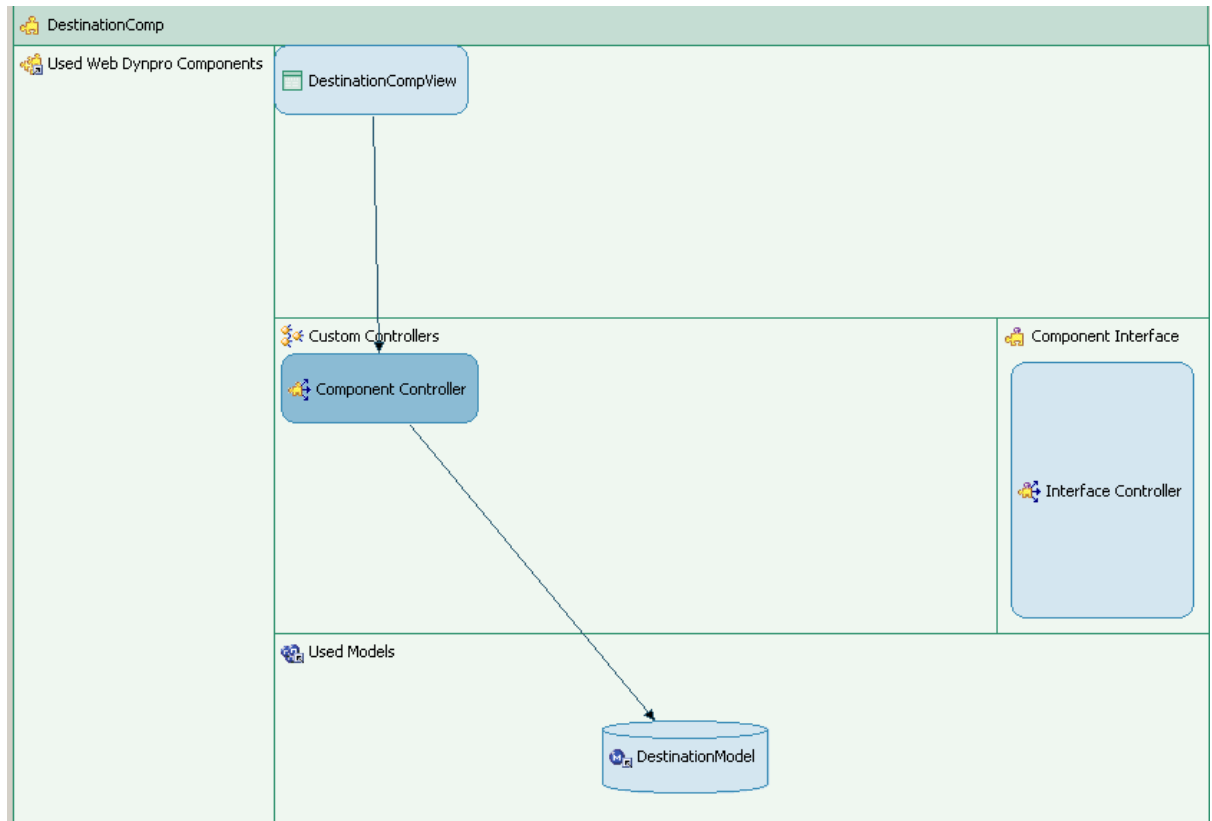 DestinationComp
Used Web Dynpro Components
DestinationCompView
Custom Controllers
Component Interface
Component Controller
Interface Controller
Used Models
DestinationModel